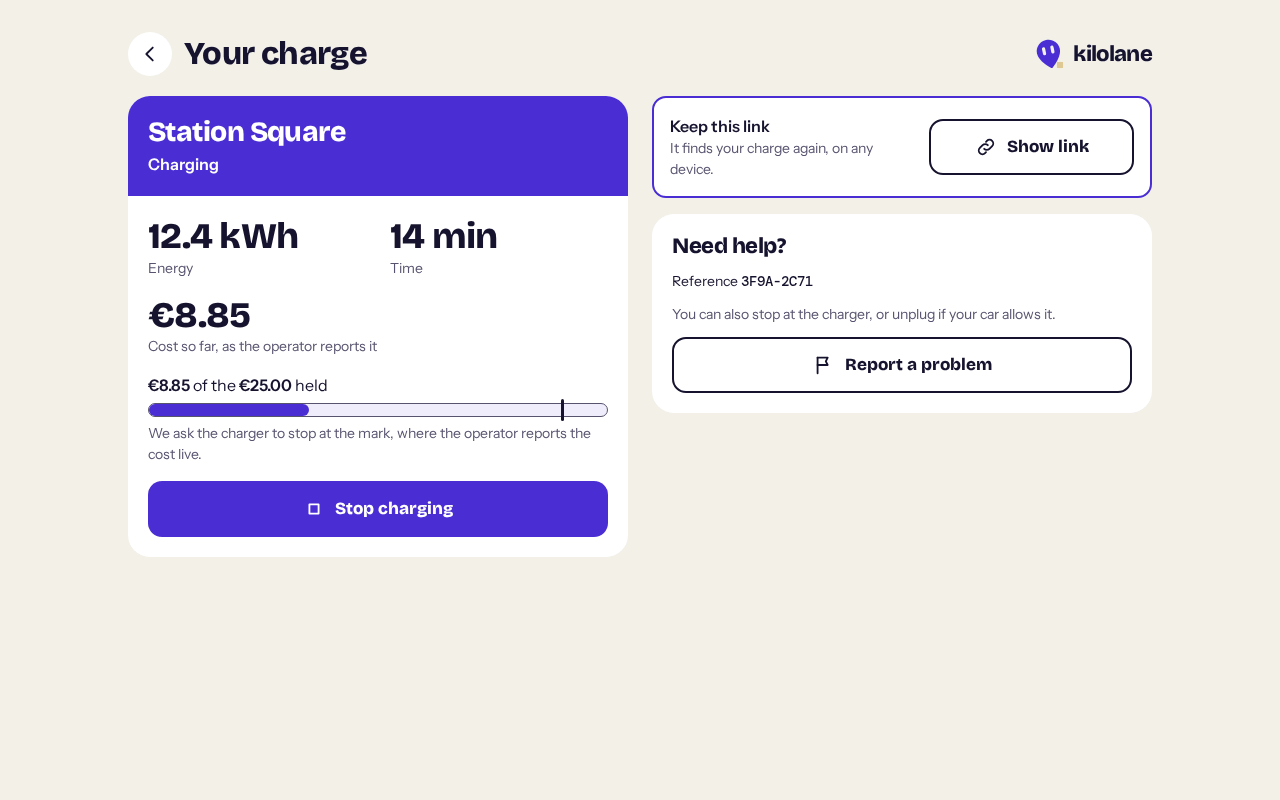 Your charge
kilolane
Station Square
Charging
12.4 kWh
Energy
14 min
Time
€8.85
Cost so far, as the operator reports it
€8.85 of the €25.00 held
We ask the charger to stop at the mark, where the operator reports the
cost live.
Stop charging
Keep this link
It finds your charge again, on any
device.
Show link
Need help?
Reference 3F9A-2C71
You can also stop at the charger, or unplug if your car allows it.
Report a problem